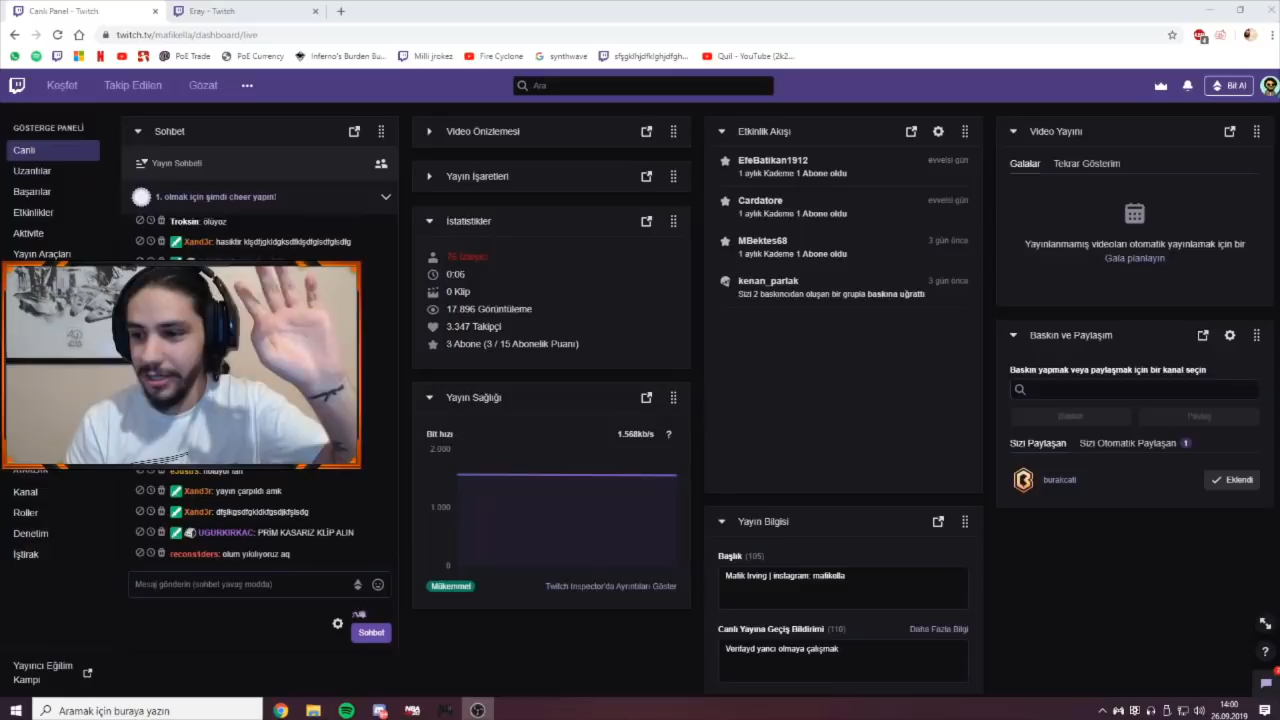 Canlı Panel - Twitch
Eray - Twitch
twitch.tv/mafikella/dashboard/live
PoE Trade
PoE Currency
Inferno's Burden Bu...
Milli jrokez
Fire Cyclone
synthwave
sfşgklhjdfklghjdfgh...
Quil - YouTube (2k2...
Keşfet
Takip Edilen
Gözat
Ara
Bit Al
GÖSTERGE PANELİ
Canlı
Uzantılar
Başarılar
Etkinlikler
Aktivite
Yayın Araçları
Kanal
Roller
Denetim
İştirak
Yayıncı Eğitim
Kampı
Sohbet
Yayın Sohbeti
1. olmak için şimdi cheer yapın!
Troksin: ölüyoz
Xand3r: hasiktir klşdfjgkldgksdflkşdfglsdfglsdfg
Xand3r: yayın çarpıldı amk
Xand3r: dfşlkgsdfgkldkfgsdjkfşlsdg
UGURKIRKAC: PRİM KASARIZ KLİP ALIN
recons1ders: olum yıkılıyoruz aq
Mesaj gönderin (sohbet yavaş modda)
Sohbet
Video Önizlemesi
Yayın İşaretleri
İstatistikler
0:06
0 Klip
17.896 Görüntüleme
3.347 Takipçi
3 Abone (3 / 15 Abonelik Puanı)
Yayın Sağlığı
Bit hızı
1.568kb/s
?
2.000
1.000
0
Mükemmel
Twitch Inspector'da Ayrıntıları Göster
Etkinlik Akışı
EfeBatikan1912
evvelsi gün
1 aylık Kademe 1 Abone oldu
Cardatore
evvelsi gün
1 aylık Kademe 1 Abone oldu
MBektes68
3 gün önce
1 aylık Kademe 1 Abone oldu
kenan_parlak
3 gün önce
Sizi 2 baskıncıdan oluşan bir grupla baskına uğrattı
Yayın Bilgisi
Başlık (105)
Mafik Irving | instagram: mafikella
Canlı Yayına Geçiş Bildirimi (110)
Daha Fazla Bilgi
Verifayd yancı olmaya çalışmak
Video Yayını
Galalar
Tekrar Gösterim
Yayınlanmamış videoları otomatik yayınlamak için bir
Gala planlayın.
Baskın ve Paylaşım
Baskın yapmak veya paylaşmak için bir kanal seçin
Sizi Paylaşan
Sizi Otomatik Paylaşan 1
burakcati
Eklendi
?
Aramak için buraya yazın
14:00
26.09.2019